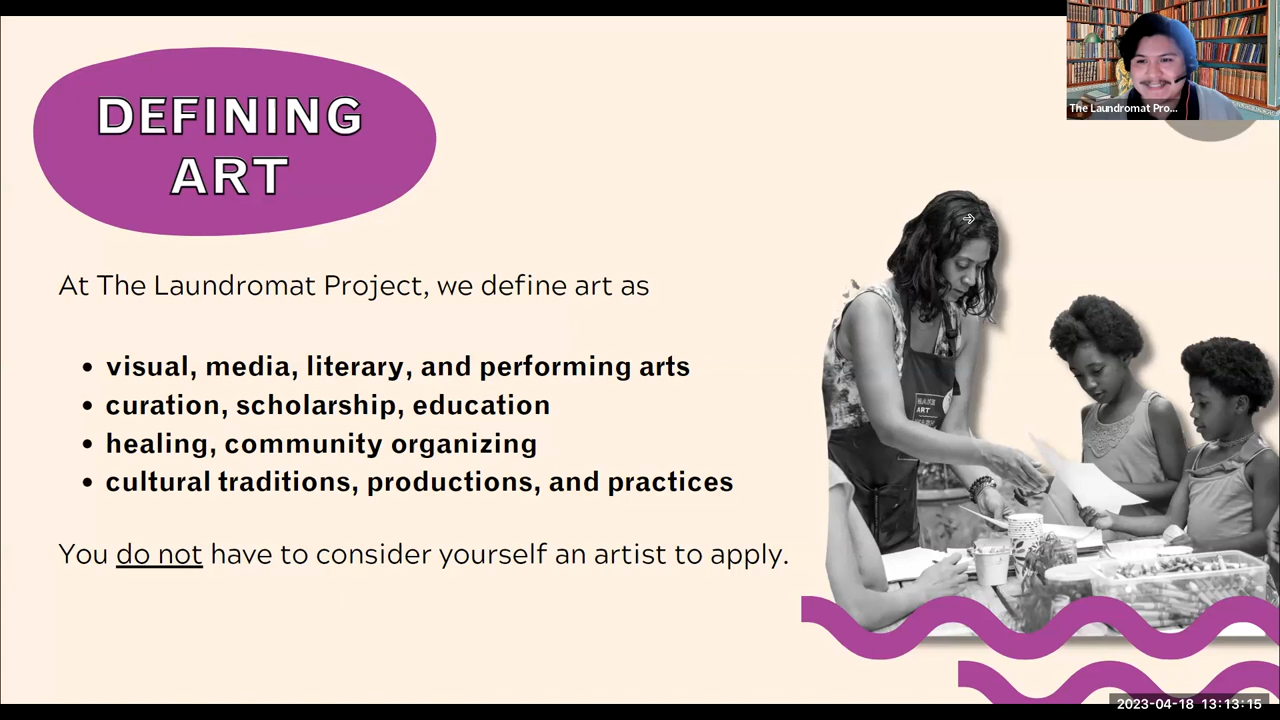 DEFINING
ART
The Laundromat Pro...
At The Laundromat Project, we define art as
• visual, media, literary, and performing arts
• curation, scholarship, education
• healing, community organizing
• cultural traditions, productions, and practices
You do not have to consider yourself an artist to apply.
MAKE
ART
2023-04-18 13:13:15